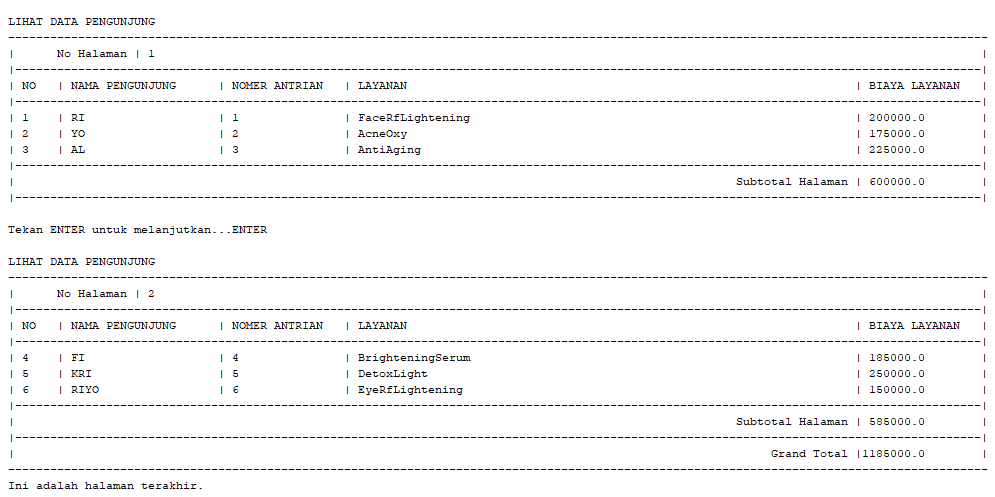 LIHAT DATA PENGUNJUNG
| No Halaman | 1 |
| NO | NAMA PENGUNJUNG | NOMER ANTRIAN | LAYANAN | BIAYA LAYANAN |
| 1 | RI | 1 | FaceRfLightening | 200000.0 |
| 2 | YO | 2 | AcneOxy | 175000.0 |
| 3 | AL | 3 | AntiAging | 225000.0 |
| Subtotal Halaman | 600000.0 |
Tekan ENTER untuk melanjutkan...ENTER
LIHAT DATA PENGUNJUNG
| No Halaman | 2 |
| NO | NAMA PENGUNJUNG | NOMER ANTRIAN | LAYANAN | BIAYA LAYANAN |
| 4 | FI | 4 | BrighteningSerum | 185000.0 |
| 5 | KRI | 5 | DetoxLight | 250000.0 |
| 6 | RIYO | 6 | EyeRfLightening | 150000.0 |
| Subtotal Halaman | 585000.0 |
| Grand Total |1185000.0 |
Ini adalah halaman terakhir.